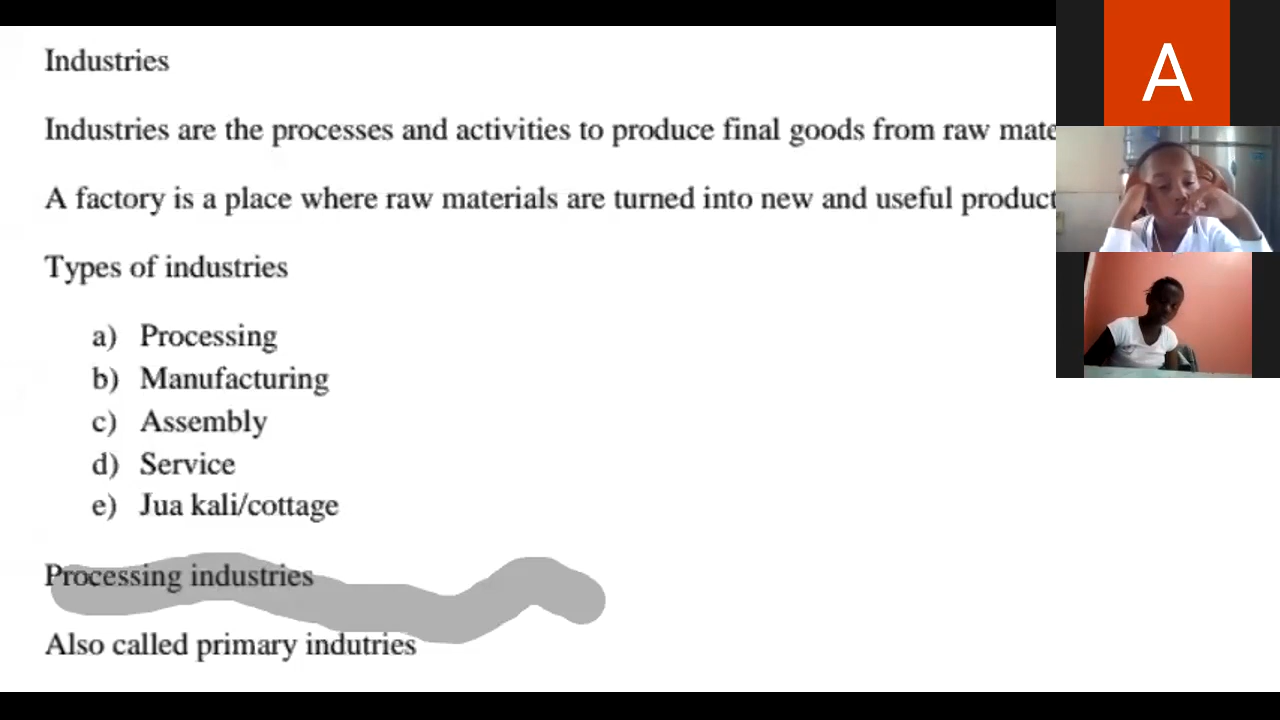 Industries
Industries are the processes and activities to produce final goods from raw mate
A factory is a place where raw materials are turned into new and useful product
Types of industries
a) Processing
b) Manufacturing
c) Assembly
d) Service
e) Jua kali/cottage
Processing industries
Also called primary indutries
A